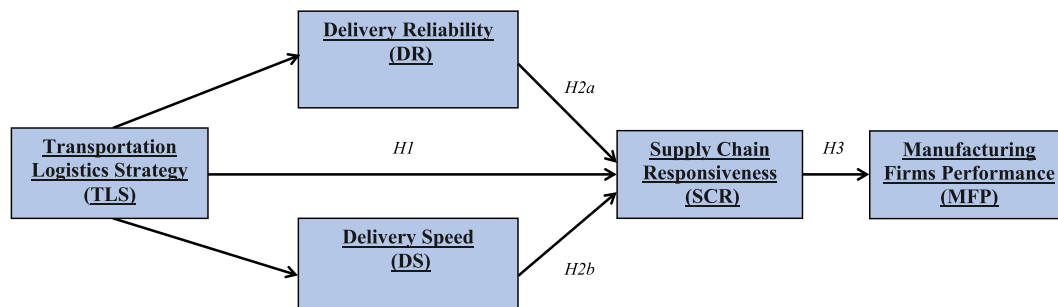 Delivery Reliability
(DR)
H2a
Transportation
Logistics Strategy
(TLS)
H1
Supply Chain
Responsiveness
(SCR)
H3
Manufacturing
Firms Performance
(MFP)
Delivery Speed
(DS)
H2b